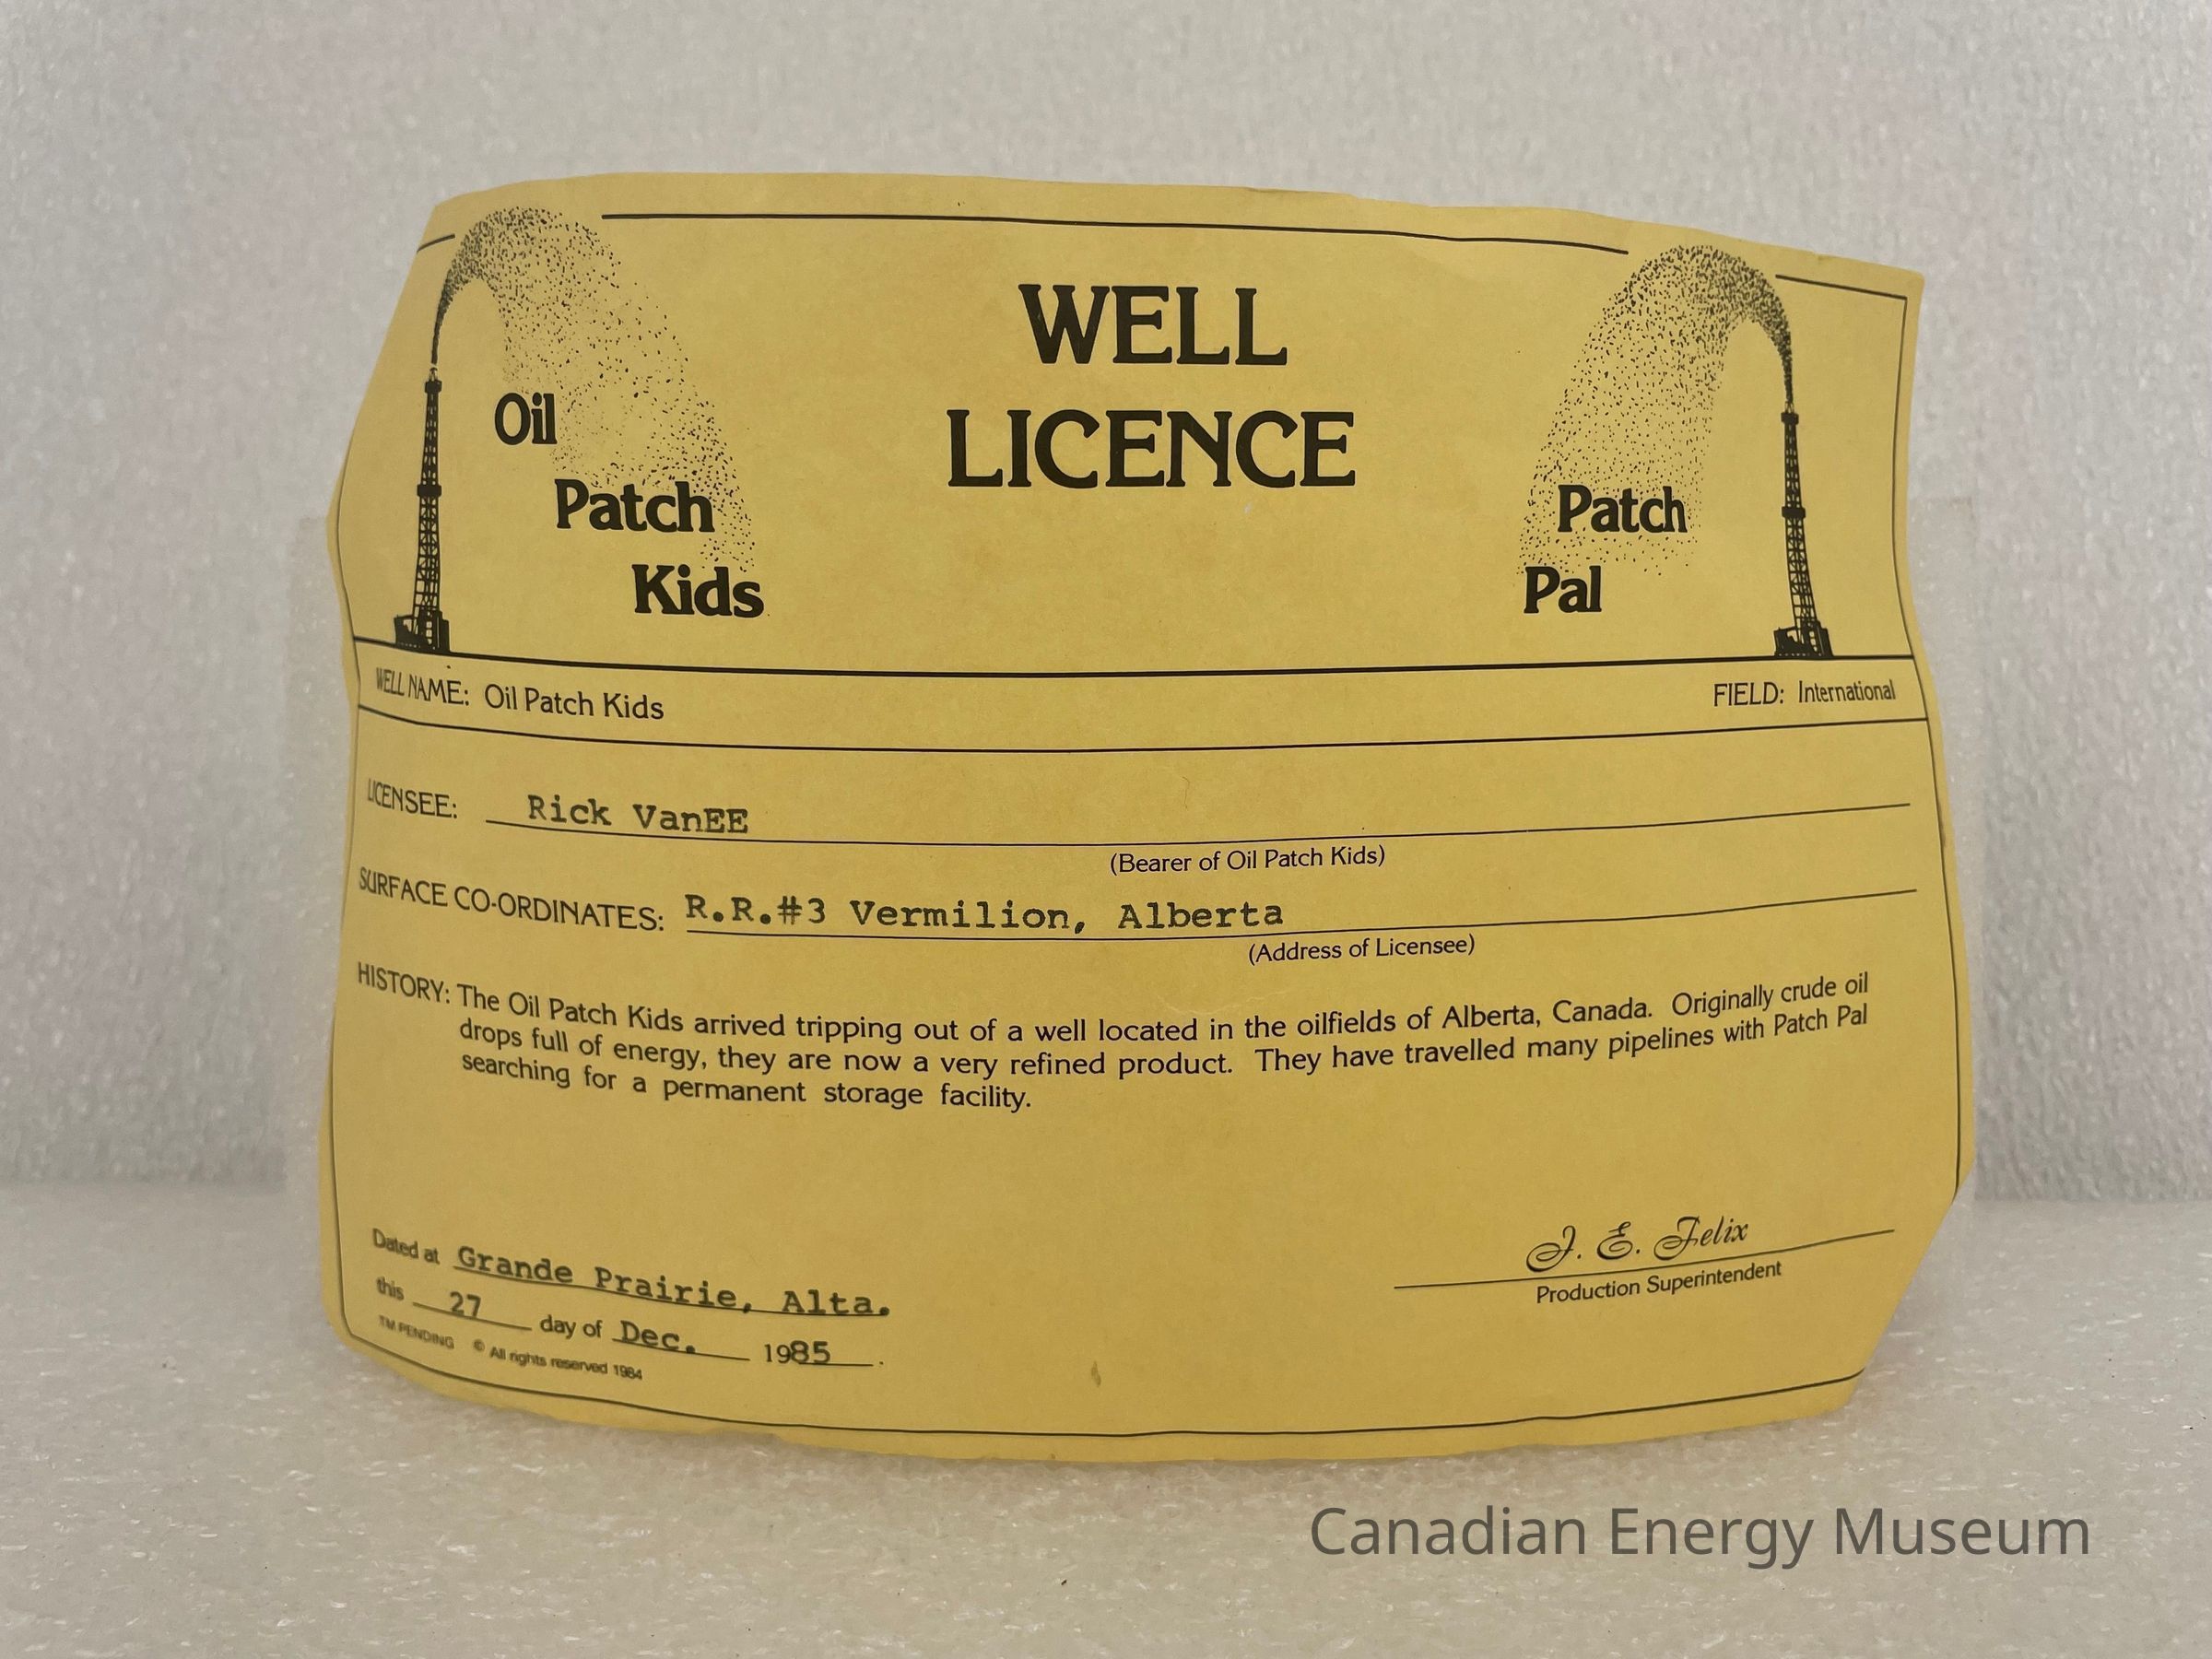 WELL
LICENCE
Oil
Patch
Kids
Patch
Pal
WELL NAME: Oil Patch Kids FIELD: International
LICENSEE: Rick VanEE
(Bearer of Oil Patch Kids)
SURFACE CO-ORDINATES: R.R.#3 Vermilion, Alberta
(Address of Licensee)
HISTORY: The Oil Patch Kids arrived tripping out of a well located in the oilfields of Alberta, Canada. Originally crude oil
drops full of energy, they are now a very refined product. They have travelled many pipelines with Patch Pal
searching for a permanent storage facility.
Dated at Grande Prairie, Alta.
this 27 day of Dec. 1985.
TM PENDING © All rights reserved 1984
J. E. Felix
Production Superintendent
Canadian Energy Museum